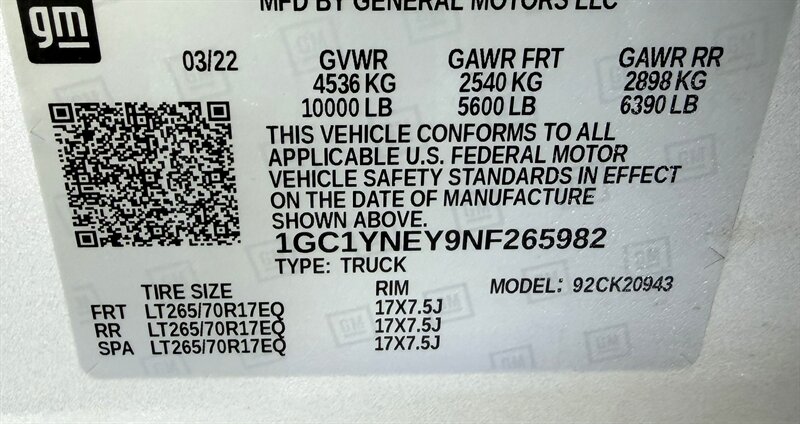 MFD BY GENERAL MOTORS LLC
gm
03/22 GVWR GAWR FRT GAWR RR
4536 KG 2540 KG 2898 KG
10000 LB 5600 LB 6390 LB
THIS VEHICLE CONFORMS TO ALL
APPLICABLE U.S. FEDERAL MOTOR
VEHICLE SAFETY STANDARDS IN EFFECT
ON THE DATE OF MANUFACTURE
SHOWN ABOVE.
1GC1YNEY9NF265982
TYPE: TRUCK
TIRE SIZE RIM MODEL: 92CK20943
FRT LT265/70R17EQ 17X7.5J
RR LT265/70R17EQ 17X7.5J
SPA LT265/70R17EQ 17X7.5J